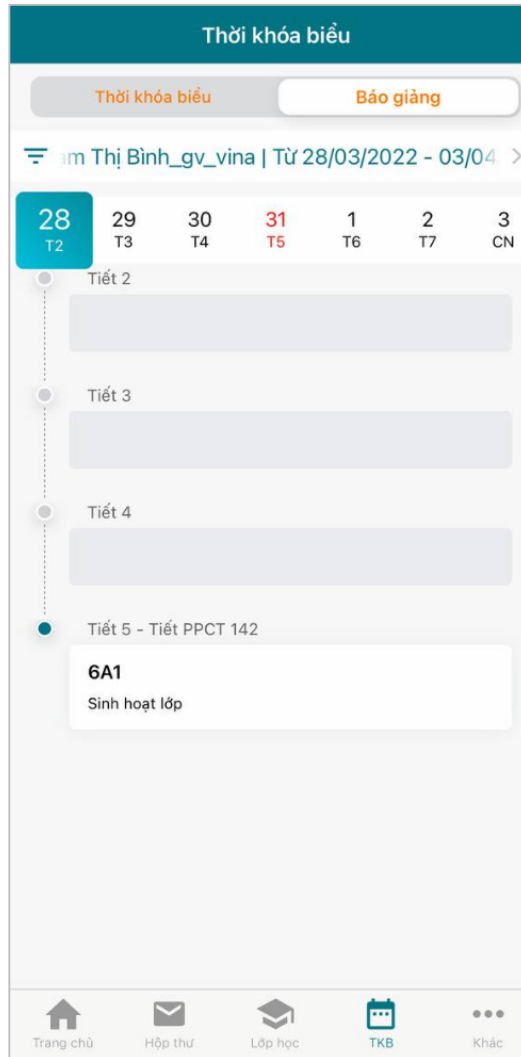 Thời khóa biểu
Thời khóa biểu Báo giảng
Thị Bình_gv_vina | Từ 28/03/2022 - 03/04
28 29 30 31 1 2 3
T2 T3 T4 T5 T6 T7 CN
Tiết 2
Tiết 3
Tiết 4
Tiết 5 - Tiết PPCT 142
6A1
Sinh hoạt lớp
Trang chủ Hộp thư Lớp học TKB Khác